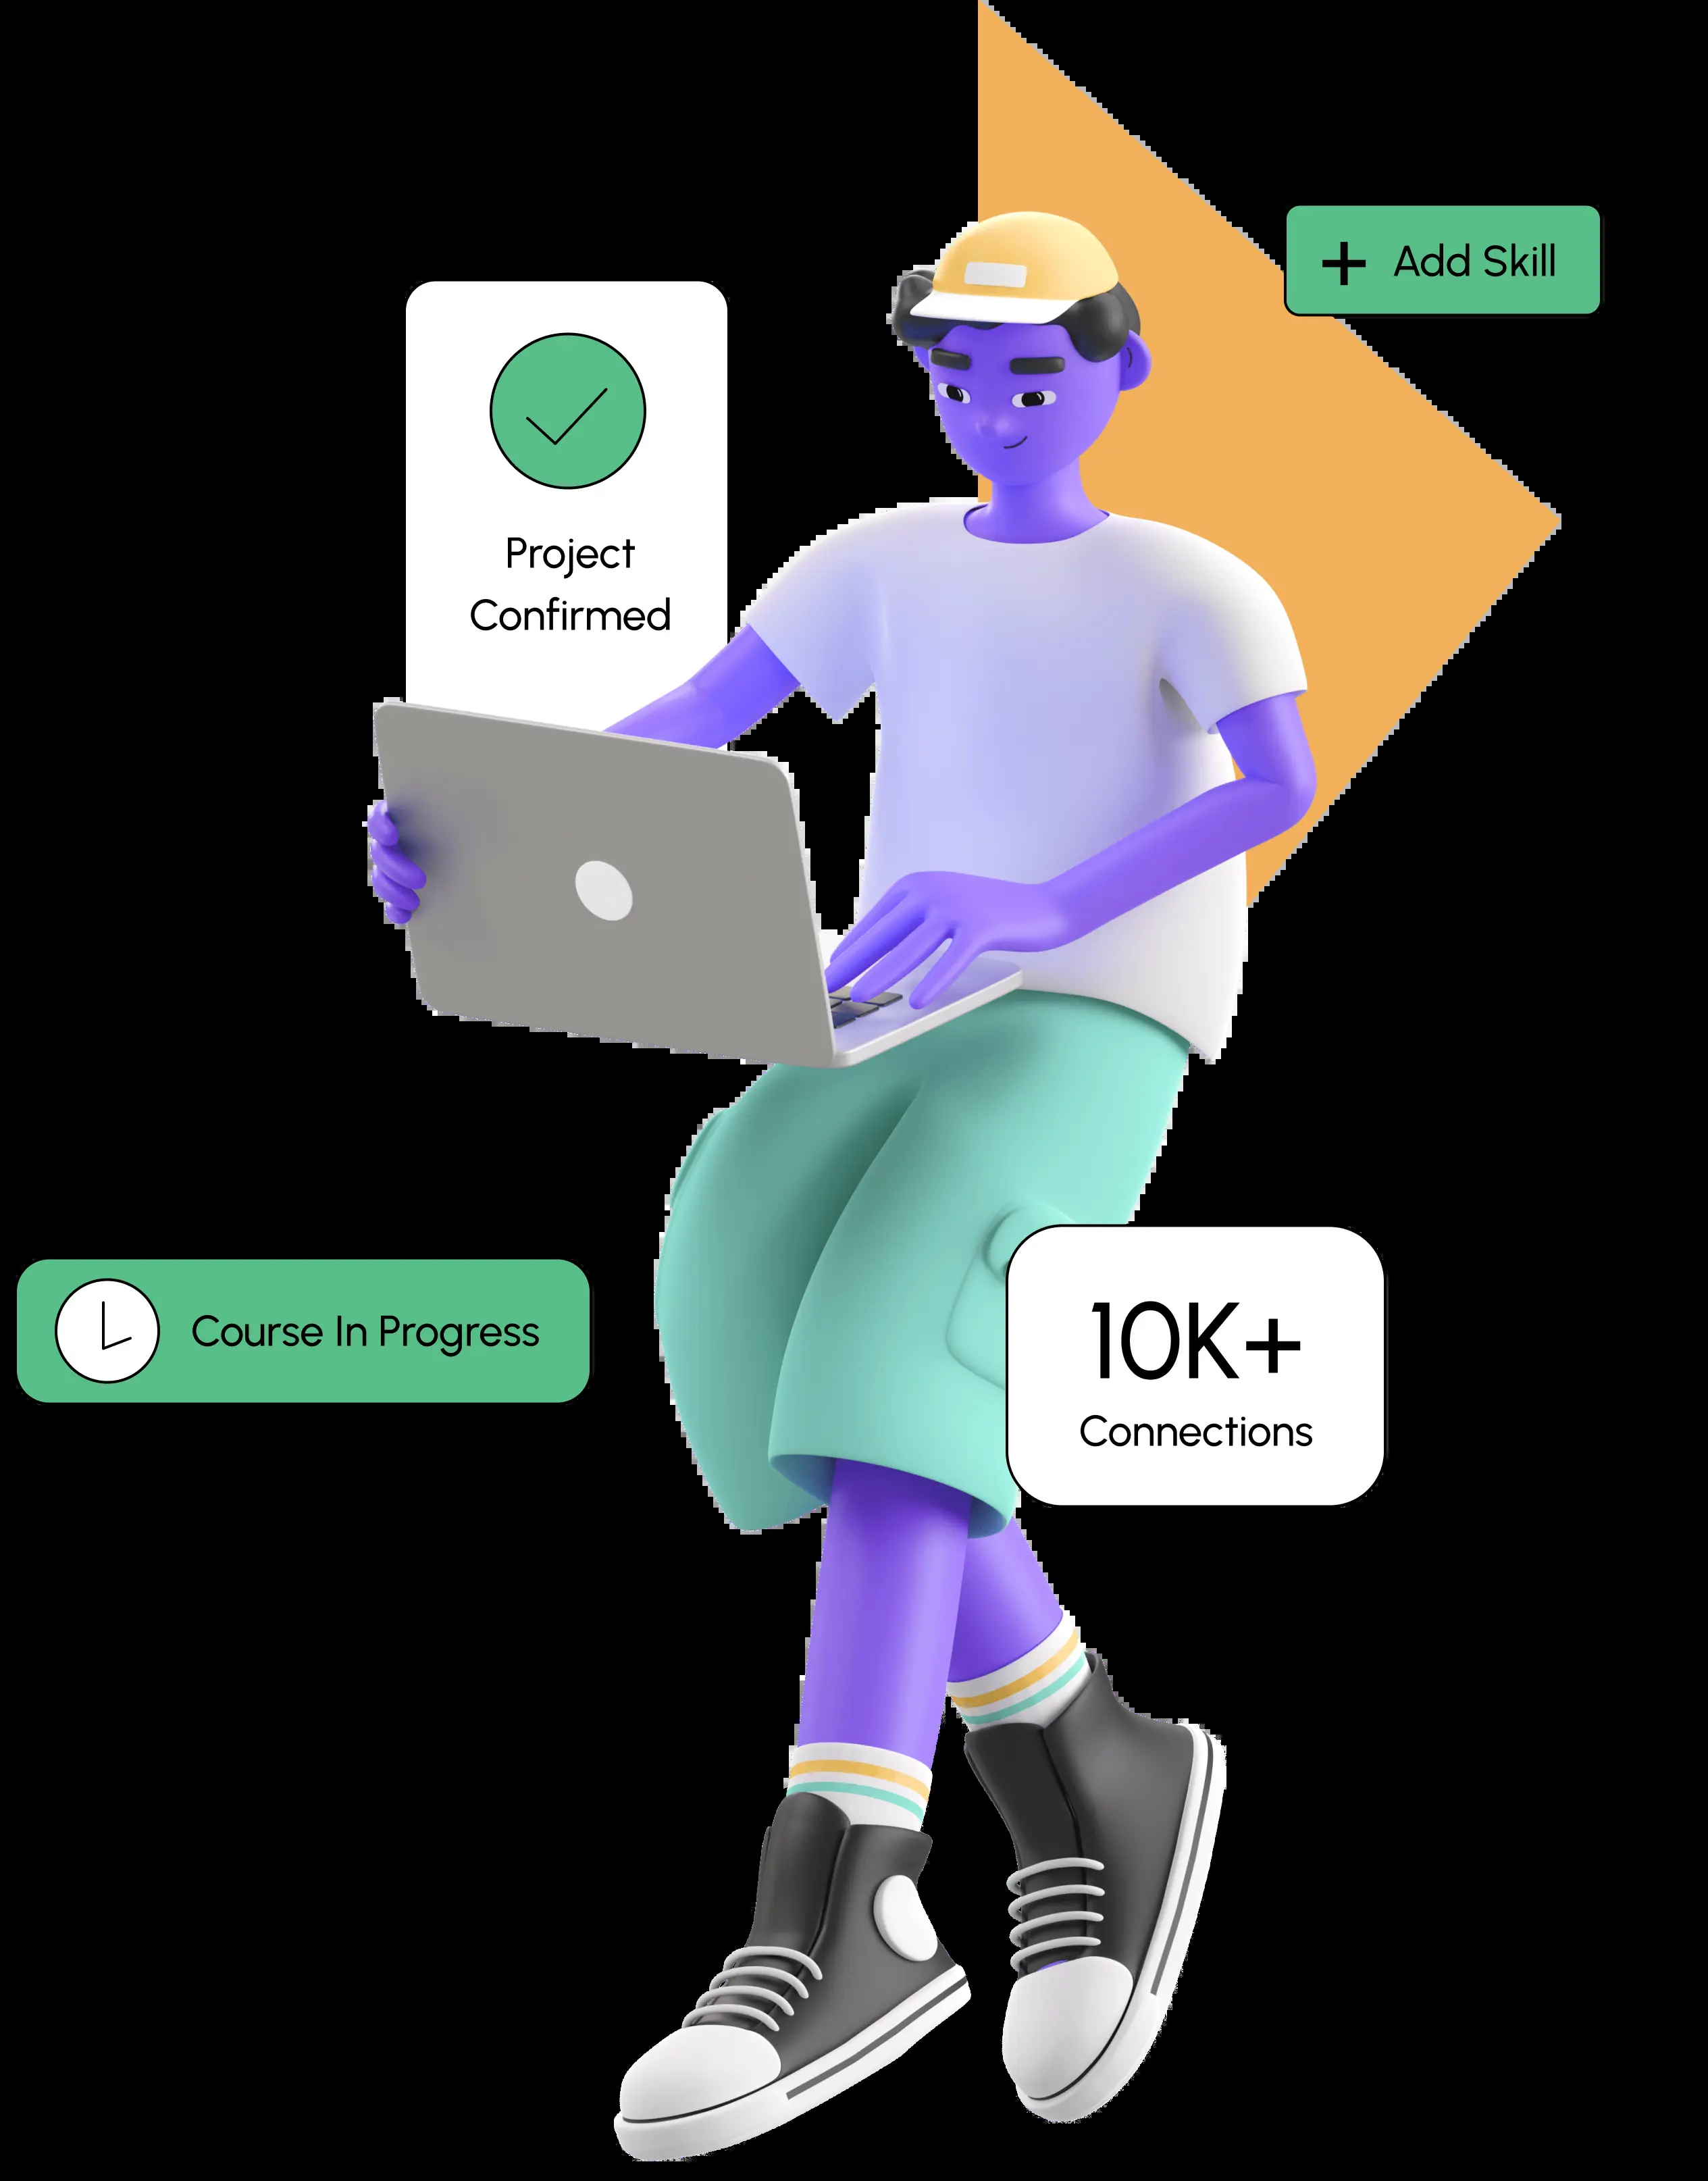 + Add Skill
Project
Confirmed
Course In Progress
10K+
Connections